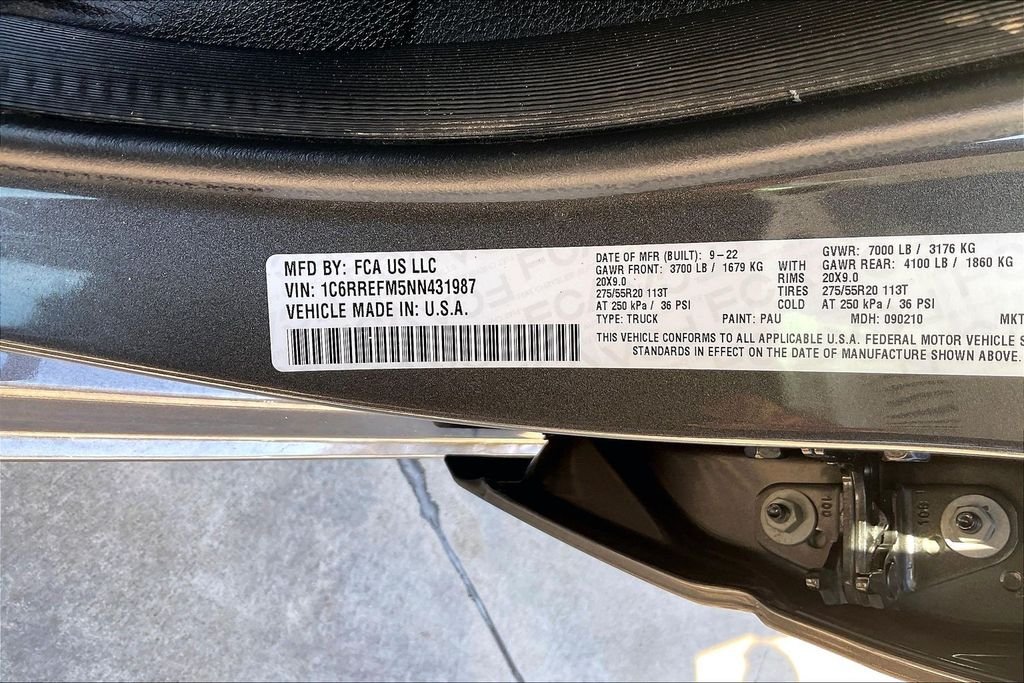 MFD BY: FCA US LLC
VIN: 1C6RREFM5NN431987
VEHICLE MADE IN: U.S.A.
DATE OF MFR (BUILT): 9-22
GAWR FRONT: 3700 LB / 1679 KG
20X9.0
275/55R20 113T
AT 250 kPa / 36 PSI
TYPE: TRUCK
WITH
RIMS
TIRES
COLD
GVWR: 7000 LB / 3176 KG
GAWR REAR: 4100 LB / 1860 KG
20X9.0
275/55R20 113T
AT 250 kPa / 36 PSI
PAINT: PAU
MDH: 090210
MKT
THIS VEHICLE CONFORMS TO ALL APPLICABLE U.S.A. FEDERAL MOTOR VEHICLE S
STANDARDS IN EFFECT ON THE DATE OF MANUFACTURE SHOWN ABOVE.